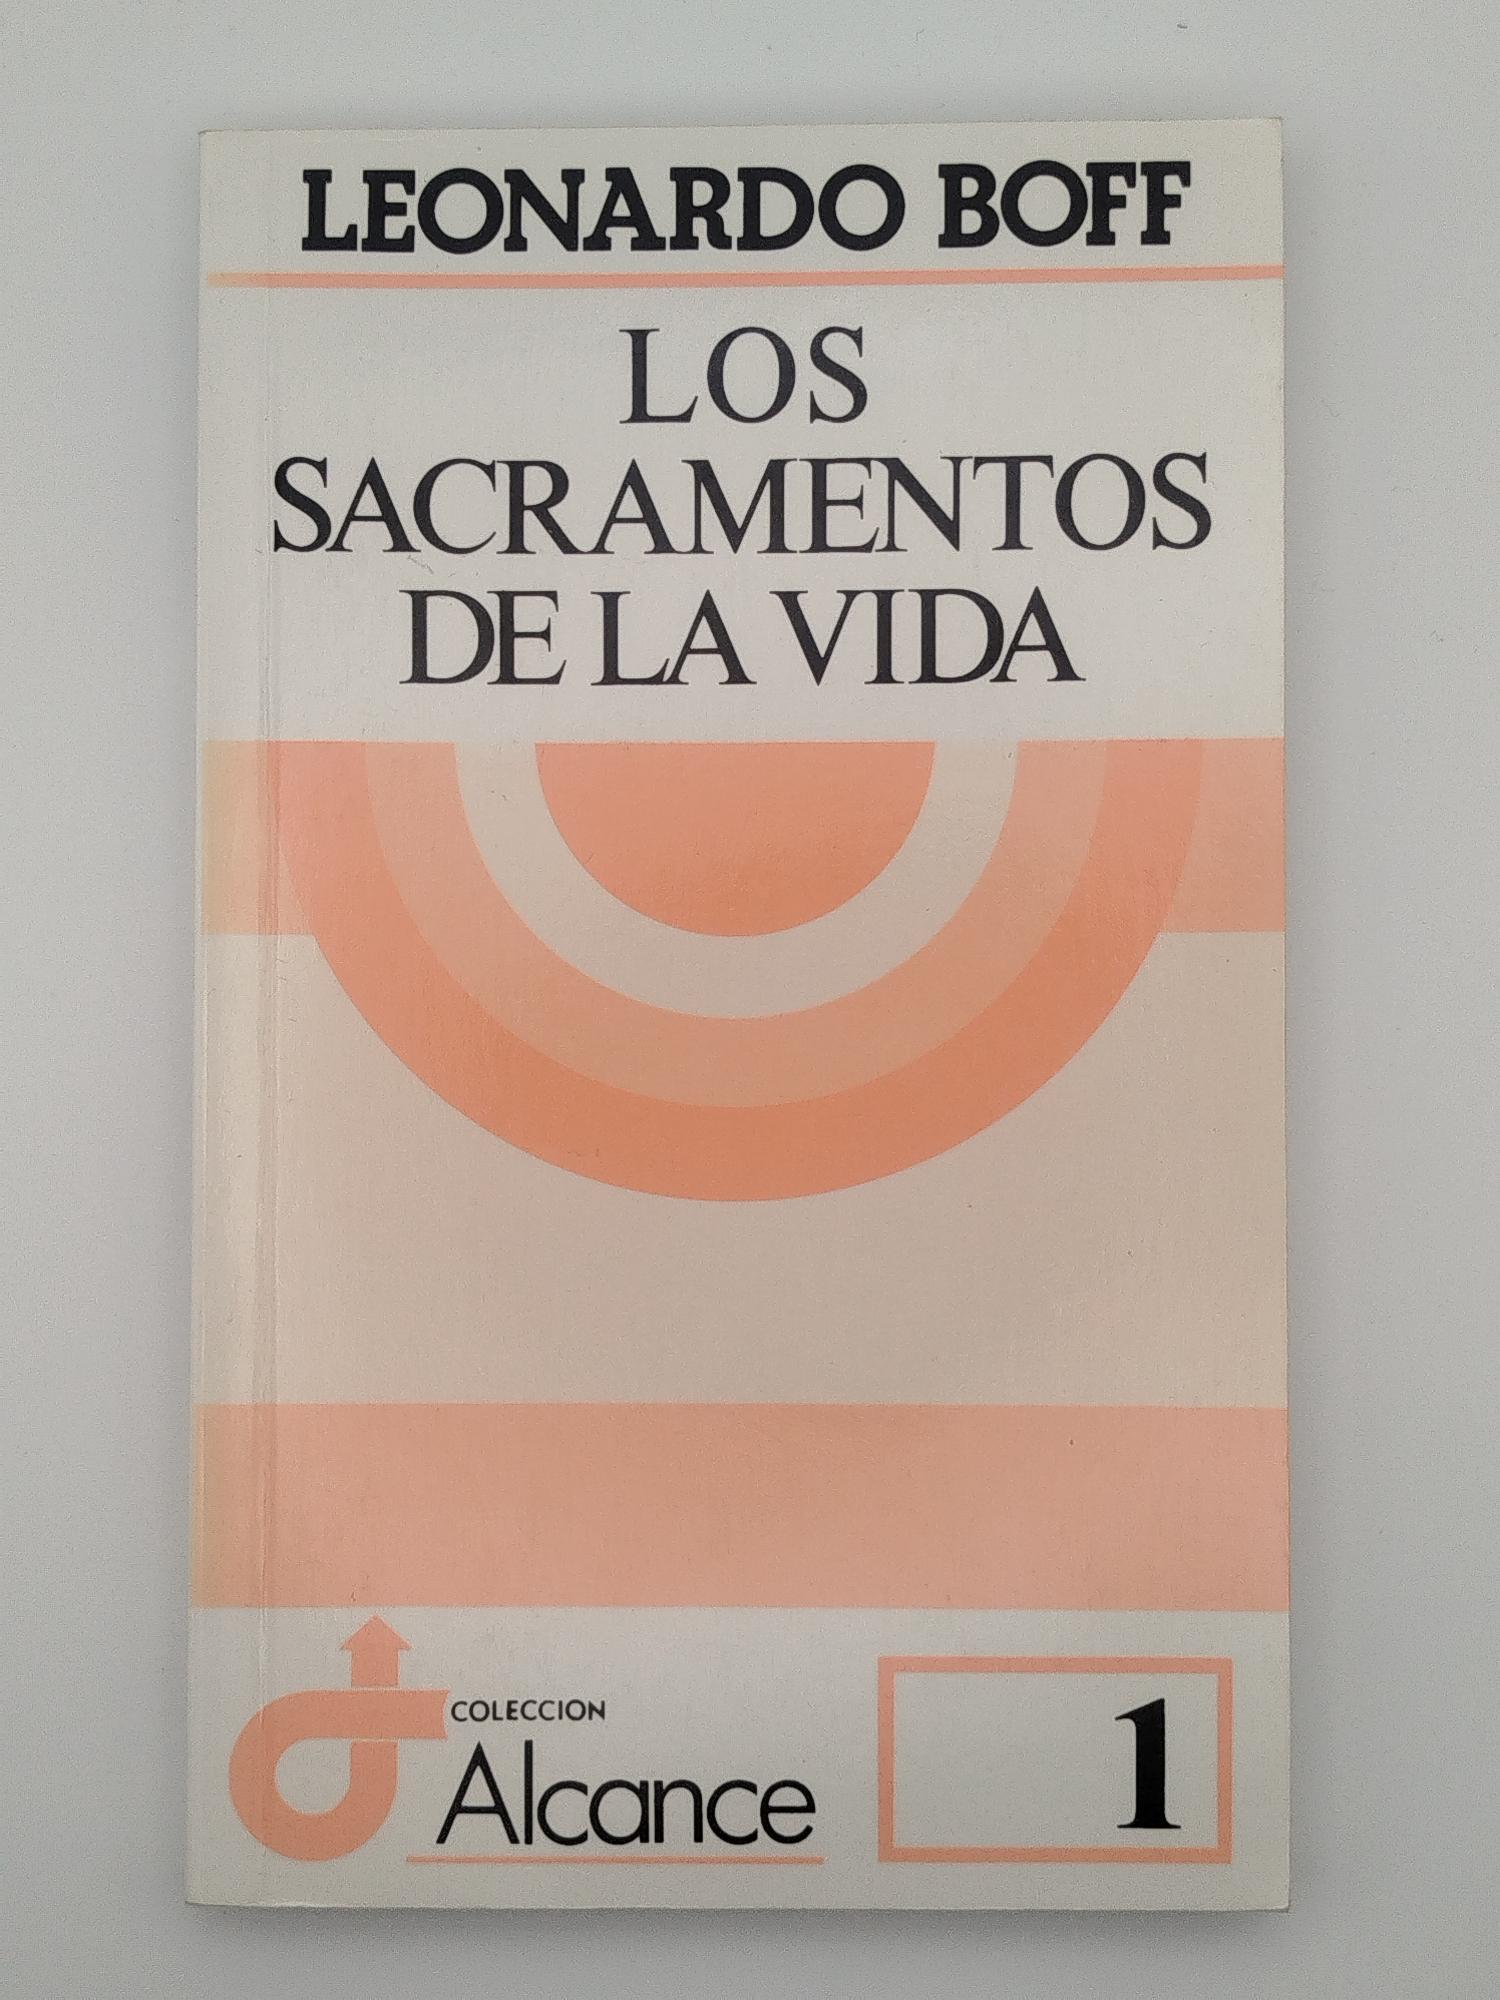 LEONARDO BOFF
LOS
SACRAMENTOS
DE LA VIDA
COLECCION
Alcance
1